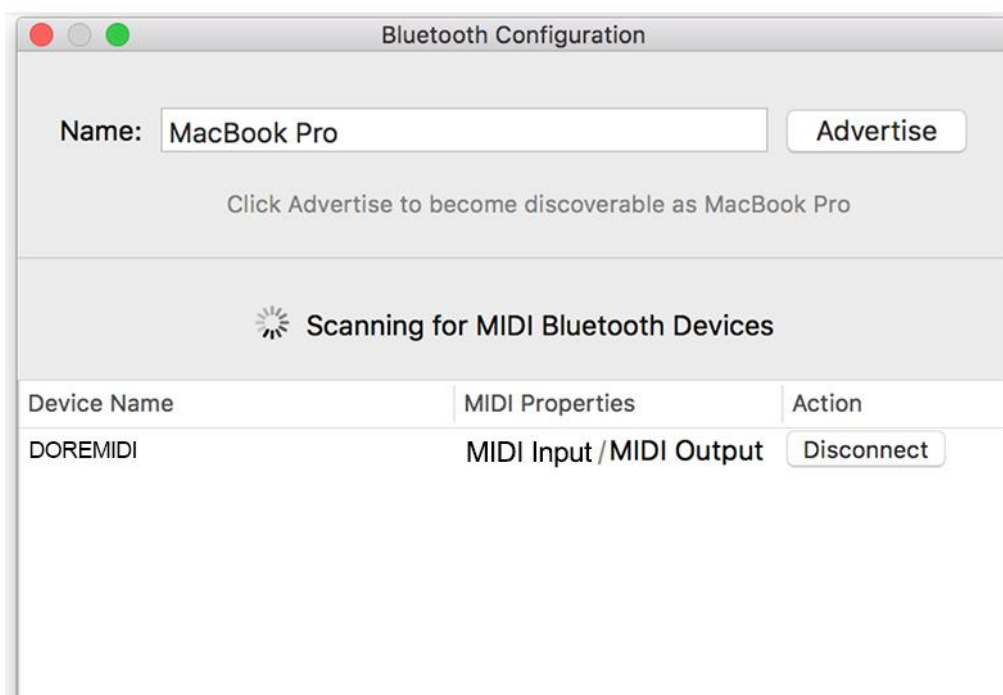 Bluetooth Configuration
Name: MacBook Pro Advertise
Click Advertise to become discoverable as MacBook Pro
Scanning for MIDI Bluetooth Devices
Device Name MIDI Properties Action
DOREMIDI MIDI Input / MIDI Output Disconnect